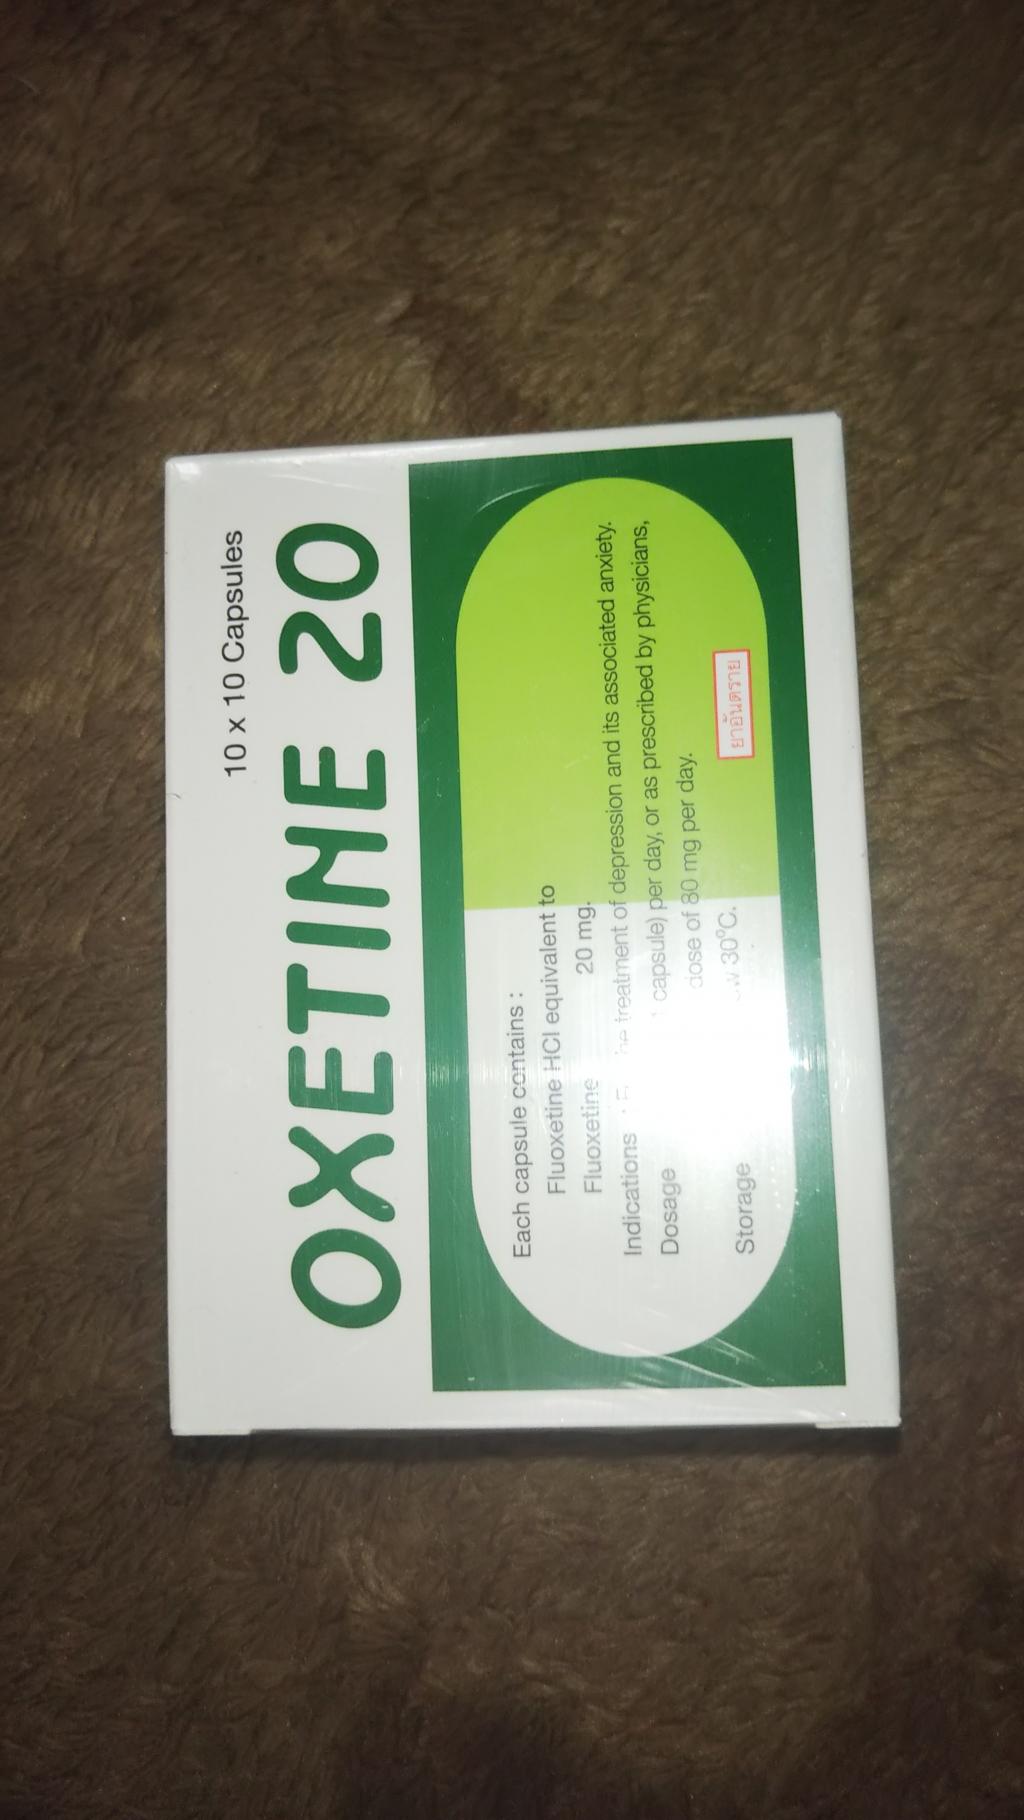 10 x 10 Capsules
OXETINE 20
Each capsule contains :
Fluoxetine HCl equivalent to
Fluoxetine 20 mg.
Indications treatment of depression and its associated anxiety.
Dosage capsule) per day, or as prescribed by physicians,
dose of 80 mg per day.
Storage 30°C.
ยาอันตราย